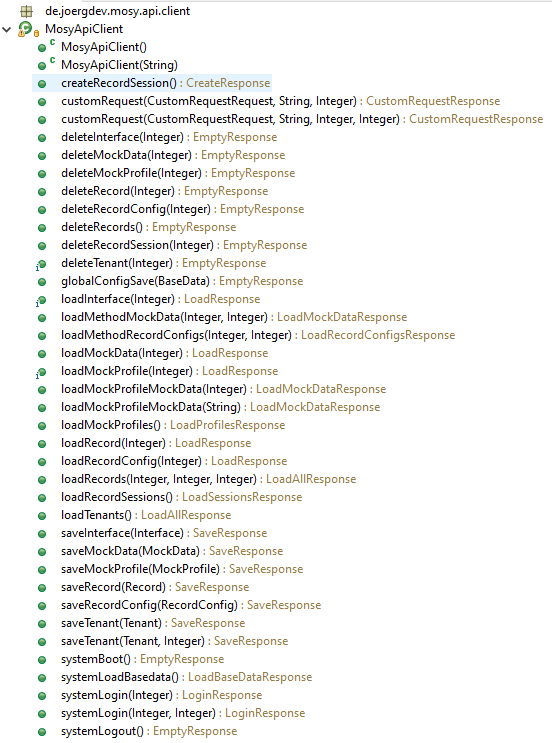 de.joergdev.mosy.api.client
MosyApiClient
MosyApiClient()
MosyApiClient(String)
createRecordSession() : CreateResponse
customRequest(CustomRequestRequest, String, Integer) : CustomRequestResponse
customRequest(CustomRequestRequest, String, Integer, Integer) : CustomRequestResponse
deleteInterface(Integer) : EmptyResponse
deleteMockData(Integer) : EmptyResponse
deleteMockProfile(Integer) : EmptyResponse
deleteRecord(Integer) : EmptyResponse
deleteRecordConfig(Integer) : EmptyResponse
deleteRecords() : EmptyResponse
deleteRecordSession(Integer) : EmptyResponse
deleteTenant(Integer) : EmptyResponse
globalConfigSave(BaseData) : EmptyResponse
loadInterface(Integer) : LoadResponse
loadMethodMockData(Integer, Integer) : LoadMockDataResponse
loadMethodRecordConfigs(Integer, Integer) : LoadRecordConfigsResponse
loadMockData(Integer) : LoadResponse
loadMockProfile(Integer) : LoadResponse
loadMockProfileMockData(Integer) : LoadMockDataResponse
loadMockProfileMockData(String) : LoadMockDataResponse
loadMockProfiles() : LoadProfilesResponse
loadRecord(Integer) : LoadResponse
loadRecordConfig(Integer) : LoadResponse
loadRecords(Integer, Integer, Integer) : LoadAllResponse
loadRecordSessions() : LoadSessionsResponse
loadTenants() : LoadAllResponse
saveInterface(Interface) : SaveResponse
saveMockData(MockData) : SaveResponse
saveMockProfile(MockProfile) : SaveResponse
saveRecord(Record) : SaveResponse
saveRecordConfig(RecordConfig) : SaveResponse
saveTenant(Tenant) : SaveResponse
saveTenant(Tenant, Integer) : SaveResponse
systemBoot() : EmptyResponse
systemLoadBasedata() : LoadBaseDataResponse
systemLogin(Integer) : LoginResponse
systemLogin(Integer, Integer) : LoginResponse
systemLogout() : EmptyResponse